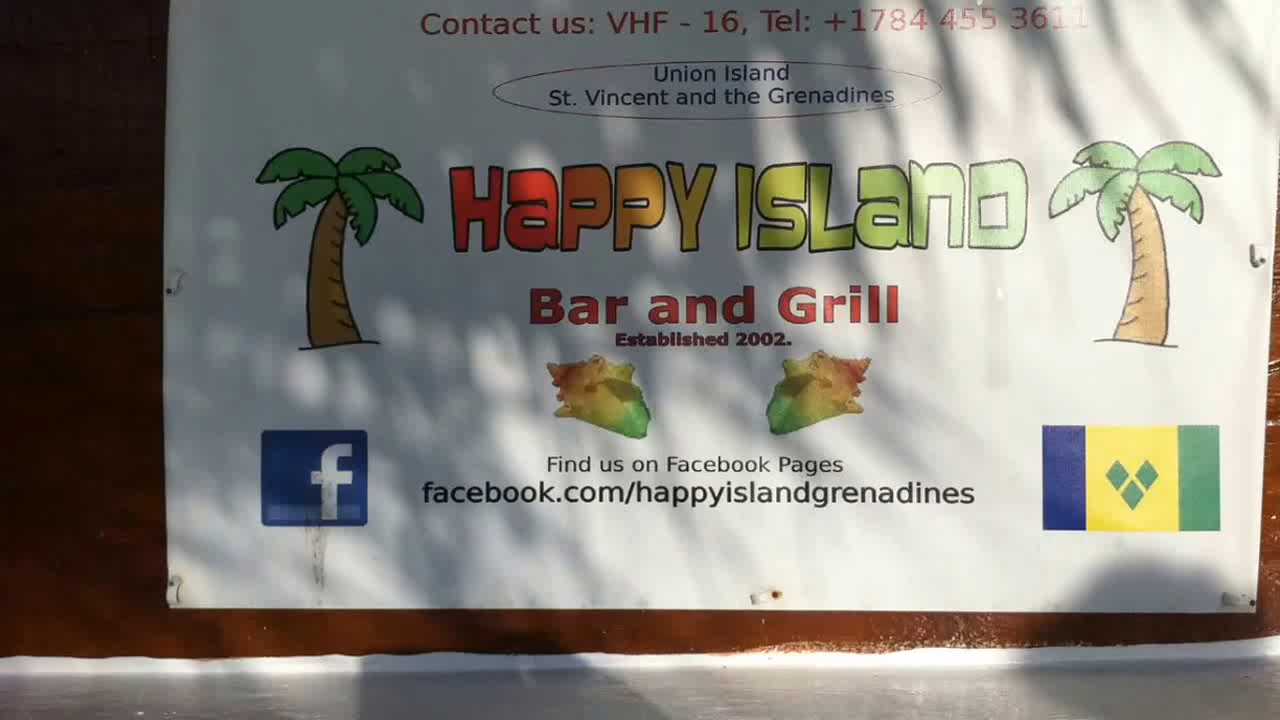 Contact us: VHF - 16, Tel: +1784 455 3611
Union Island
St. Vincent and the Grenadines
HaPPY ISLanD
Bar and Grill
Established 2002.
Find us on Facebook Pages
facebook.com/happyislandgrenadines
f